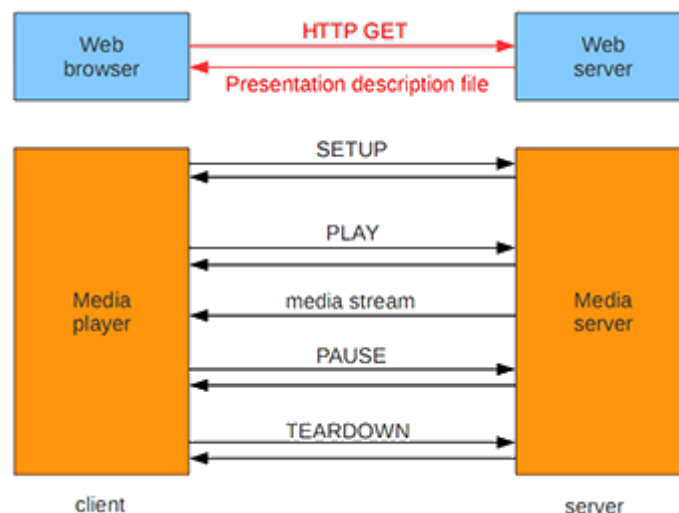 Web
browser
HTTP GET
Presentation description file
Web
server
Media
player
SETUP
PLAY
media stream
PAUSE
TEARDOWN
Media
server
client
server